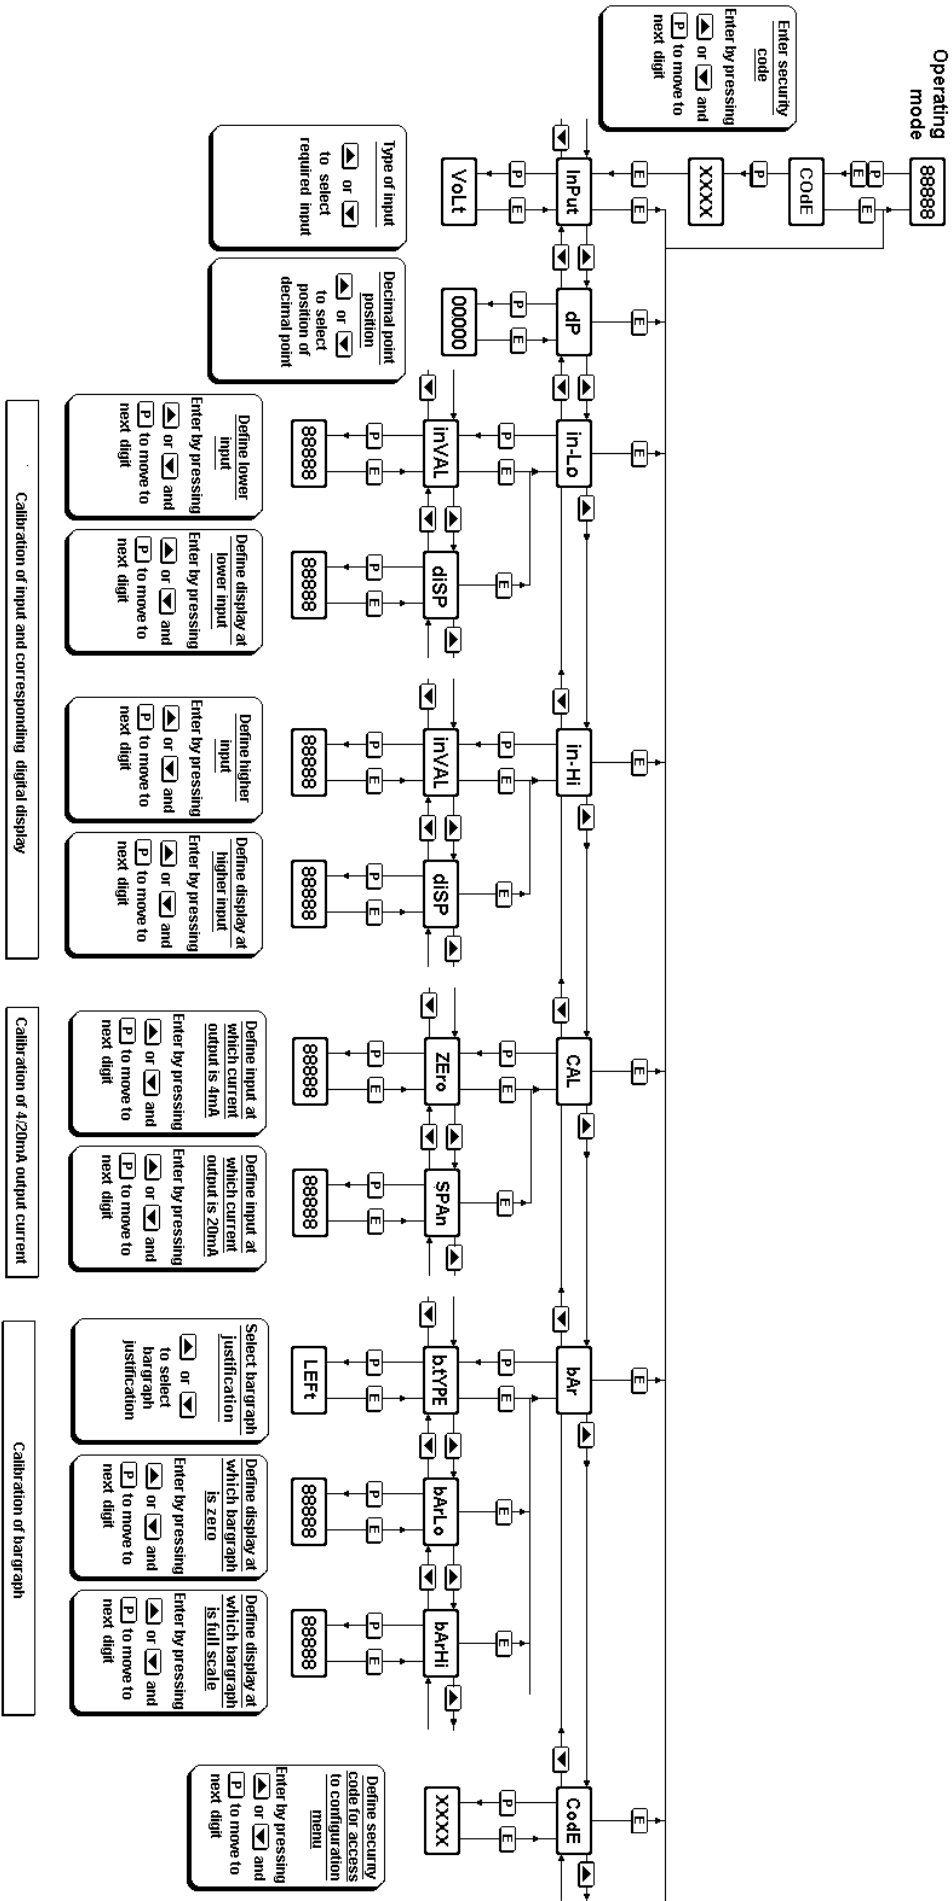 Operating
mode
88888
P
E
E
COdE
P
XXXX
E
E
Enter security
code
Enter by pressing
▲ or ▼ and
P to move to
next digit
InPut
P
E
VoLt
Type of input
▲ or ▼
to select
required input
E
dP
P
E
00000
Decimal point
position
▲ or ▼
to select
position of
decimal point
E
in-Lo
P
E
inVAL
P
E
88888
Define lower
input
Enter by pressing
▲ or ▼ and
P to move to
next digit
E
diSP
P
E
88888
Define display at
lower input
Enter by pressing
▲ or ▼ and
P to move to
next digit
E
in-Hi
P
E
inVAL
P
E
88888
Define higher
input
Enter by pressing
▲ or ▼ and
P to move to
next digit
E
diSP
P
E
88888
Define display at
higher input
Enter by pressing
▲ or ▼ and
P to move to
next digit
Calibration of input and corresponding digital display
E
CAL
P
E
ZEro
P
E
88888
Define input at
which current
output is 4mA
Enter by pressing
▲ or ▼ and
P to move to
next digit
E
SPAn
P
E
88888
Define input at
which current
output is 20mA
Enter by pressing
▲ or ▼ and
P to move to
next digit
Calibration of 4/20mA output current
E
bAr
P
E
b.tYPE
P
E
LEFt
Select bargraph
justification
▲ or ▼
to select
bargraph
justification
E
bArLo
P
E
88888
Define display at
which bargraph
is zero
Enter by pressing
▲ or ▼ and
P to move to
next digit
E
bArHi
P
E
88888
Define display at
which bargraph
is full scale
Enter by pressing
▲ or ▼ and
P to move to
next digit
Calibration of bargraph
E
CodE
P
E
XXXX
Define security
code for access
to configuration
menu
Enter by pressing
▲ or ▼ and
P to move to
next digit